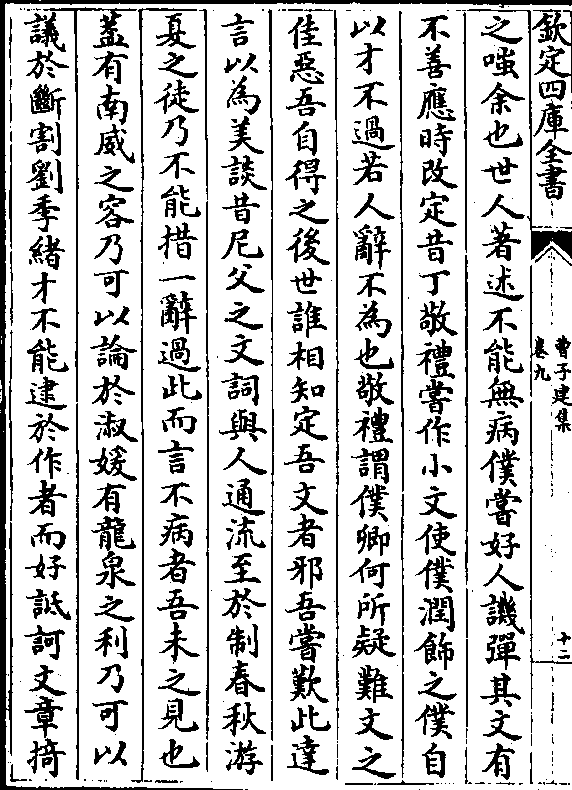 欽定四庫全書
曹子建集
卷九
十二
之嗤余也世人著述不能無病僕嘗好人譏彈其文有
不善應時改定昔丁敬禮嘗作小文使僕潤飾之僕自
以才不過若人辭不為也敬禮謂僕卿何所疑難文之
佳惡吾自得之後世誰相知定吾文者邪吾嘗歎此達
言以為美談昔尼父之文詞與人通流至於制春秋游
夏之徒乃不能措一辭過此而言不病者吾未之見也
蓋有南威之容乃可以論於淑媛有龍泉之利乃可以
議於斷割劉季緒才不能逮於作者而好詆訶文章掎